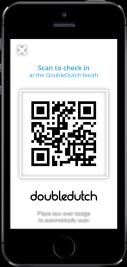 Scan to check in
at the DoubleDutch booth
doubledutch
Place box over badge
to automatically scan